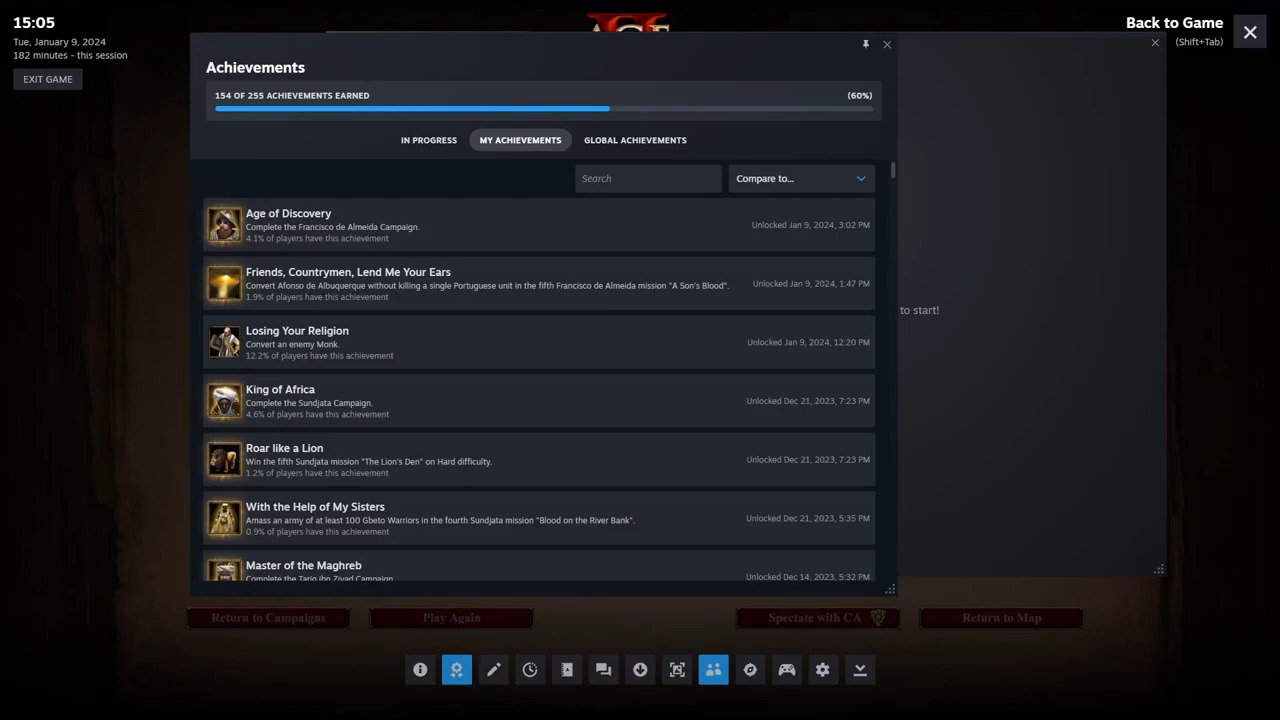 15:05
Tue, January 9, 2024
182 minutes - this session
EXIT GAME
Back to Game
(Shift+Tab)
Achievements
154 OF 255 ACHIEVEMENTS EARNED (60%)
IN PROGRESS MY ACHIEVEMENTS GLOBAL ACHIEVEMENTS
Search Compare to...
Age of Discovery
Complete the Francisco de Almeida Campaign.
4.1% of players have this achievement
Unlocked Jan 9, 2024, 3:02 PM
Friends, Countrymen, Lend Me Your Ears
Convert Afonso de Albuquerque without killing a single Portuguese unit in the fifth Francisco de Almeida mission "A Son's Blood".
1.9% of players have this achievement
Unlocked Jan 9, 2024, 1:47 PM
Losing Your Religion
Convert an enemy Monk.
12.2% of players have this achievement
Unlocked Jan 9, 2024, 12:20 PM
King of Africa
Complete the Sundjata Campaign.
4.6% of players have this achievement
Unlocked Dec 21, 2023, 7:23 PM
Roar like a Lion
Win the fifth Sundjata mission "The Lion's Den" on Hard difficulty.
1.2% of players have this achievement
Unlocked Dec 21, 2023, 7:23 PM
With the Help of My Sisters
Amass an army of at least 100 Gbeto Warriors in the fourth Sundjata mission "Blood on the River Bank".
0.9% of players have this achievement
Unlocked Dec 21, 2023, 5:35 PM
Master of the Maghreb
Complete the Tariq ibn Ziyad Campaign
Unlocked Dec 14, 2023, 5:32 PM
to start!
Return to Campaigns Play Again Spectate with CA Return to Map